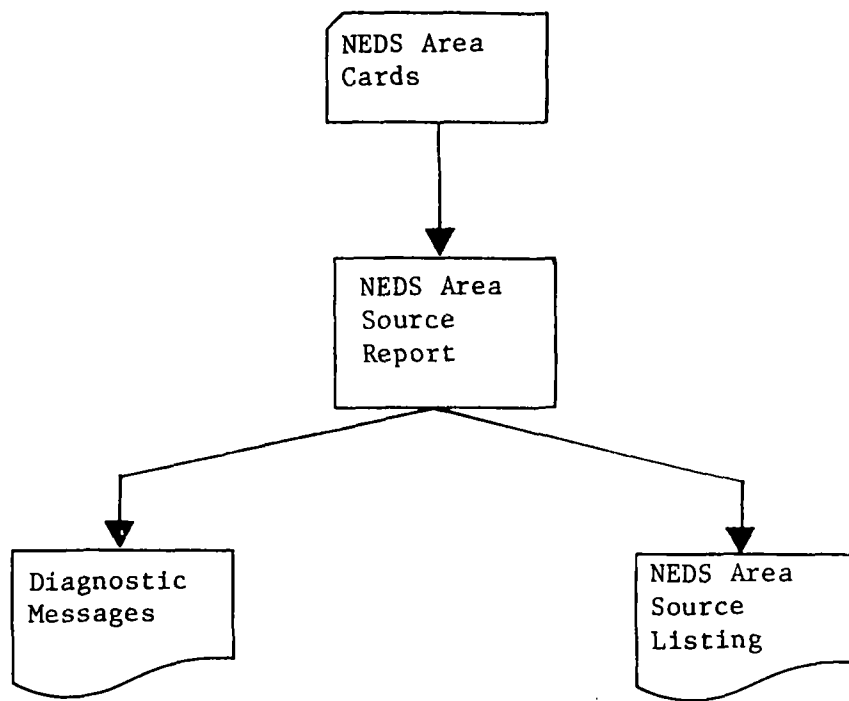 NEDS Area
Cards
NEDS Area
Source
Report
Diagnostic
Messages
NEDS Area
Source
Listing